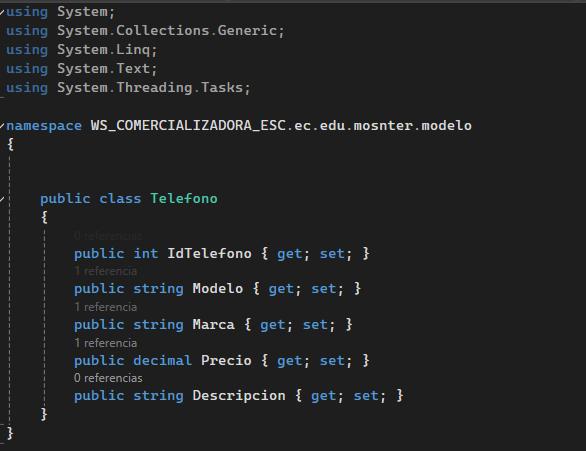 using System;
using System.Collections.Generic;
using System.Linq;
using System.Text;
using System.Threading.Tasks;
namespace WS_COMERCIALIZADORA_ESC.ec.edu.mosnter.modelo
{
public class Telefono
{
0 referencias
public int IdTelefono { get; set; }
1 referencia
public string Modelo { get; set; }
1 referencia
public string Marca { get; set; }
1 referencia
public decimal Precio { get; set; }
0 referencias
public string Descripcion { get; set; }
}
}